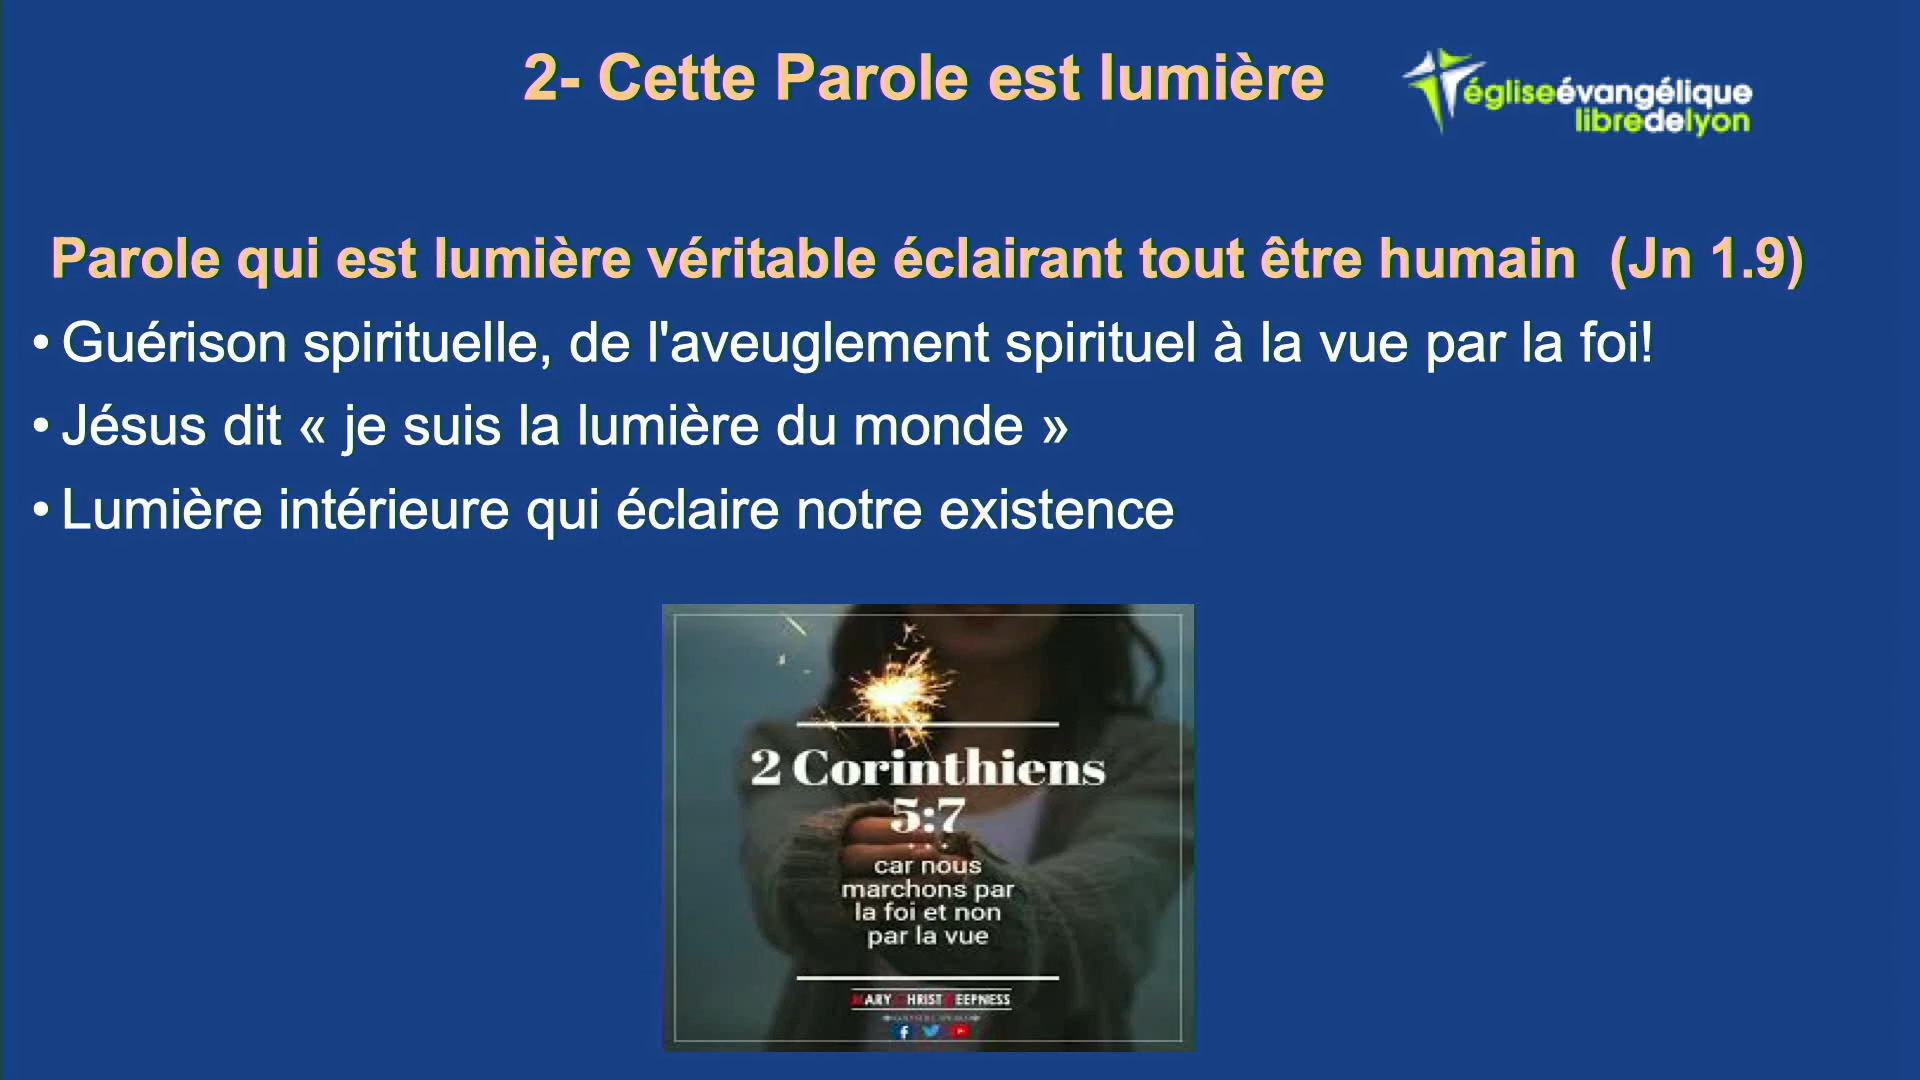 2- Cette Parole est lumière
égliseévangélique
libredelyon
Parole qui est lumière véritable éclairant tout être humain (Jn 1.9)
• Guérison spirituelle, de l'aveuglement spirituel à la vue par la foi!
• Jésus dit « je suis la lumière du monde »
• Lumière intérieure qui éclaire notre existence
2 Corinthiens
5:7
car nous
marchons par
la foi et non
par la vue